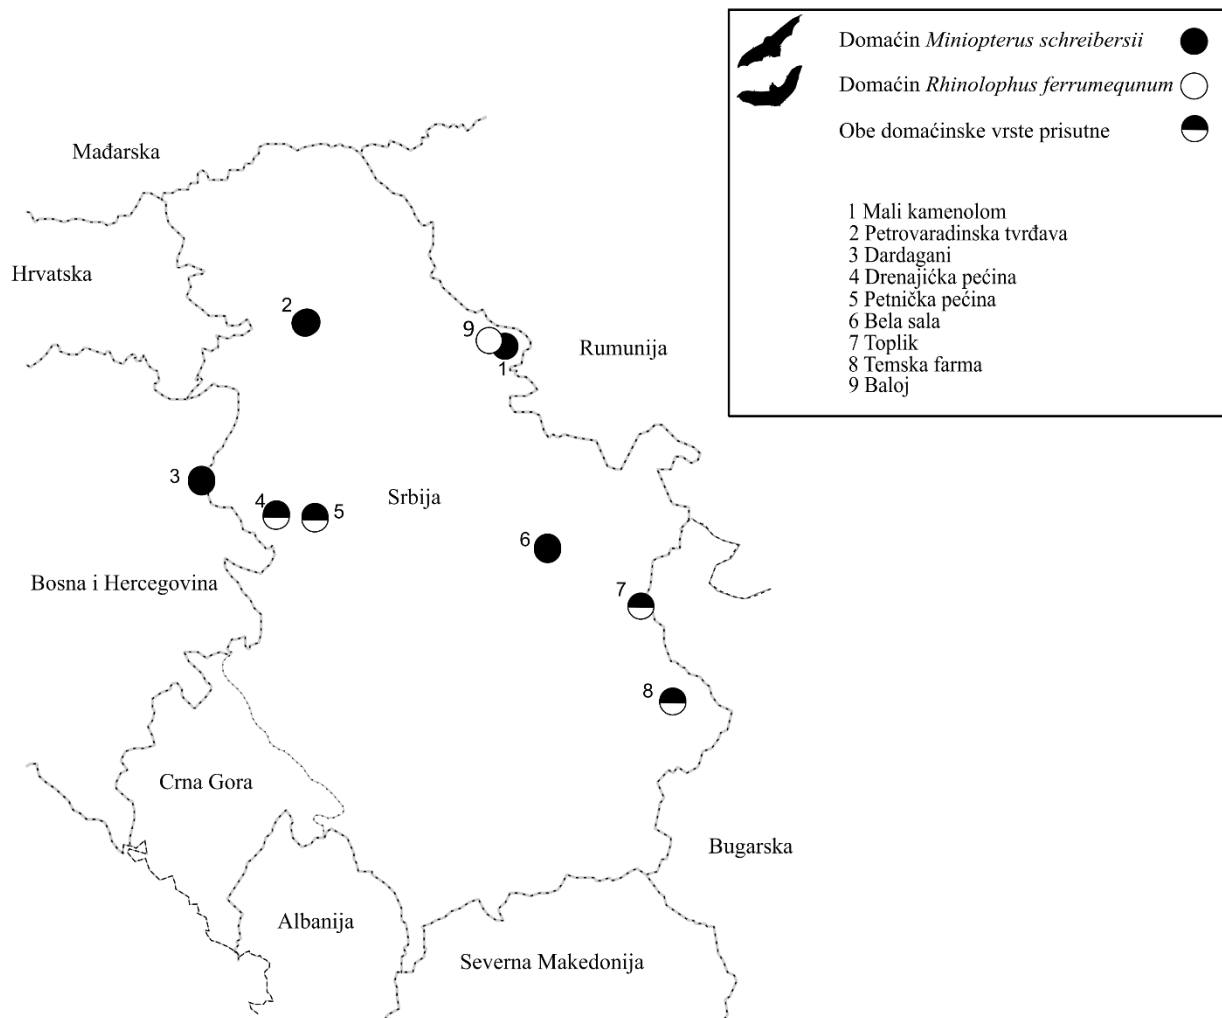 Domaćin Miniopterus schreibersii
Domaćin Rhinolophus ferrumequnum
Obe domaćinske vrste prisutne
1 Mali kamenolom
2 Petrovaradinska tvrđava
3 Dardagani
4 Drenajićka pećina
5 Petnička pećina
6 Bela sala
7 Toplik
8 Temska farma
9 Baloj
Mađarska
Hrvatska
2
9
1
Rumunija
3
4
5
Srbija
6
Bosna i Hercegovina
7
8
Crna Gora
Bugarska
Albanija
Severna Makedonija